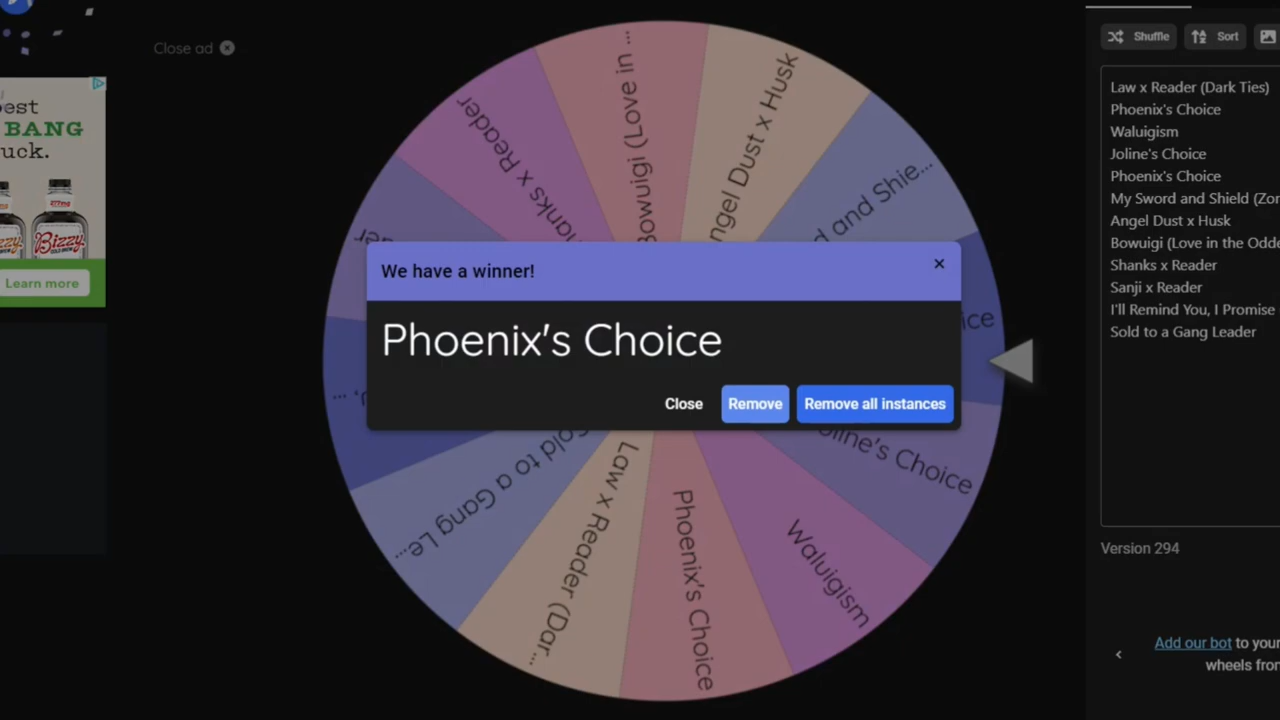 Close ad
est
BANG
uck.
Bizzy
Learn more
Shanks x Reader
Bowuigi (Love in ...
Angel Dust x Husk
d and Shie...
ice
Joline's Choice
Waluigism
Phoenix's Choice
Law x Reader (Dar...
Sold to a Gang Le...
We have a winner!
Phoenix's Choice
Close
Remove
Remove all instances
Shuffle
Sort
Law x Reader (Dark Ties)
Phoenix's Choice
Waluigism
Joline's Choice
Phoenix's Choice
My Sword and Shield (Zor
Angel Dust x Husk
Bowuigi (Love in the Odde
Shanks x Reader
Sanji x Reader
I'll Remind You, I Promise
Sold to a Gang Leader
Version 294
Add our bot to your
wheels from